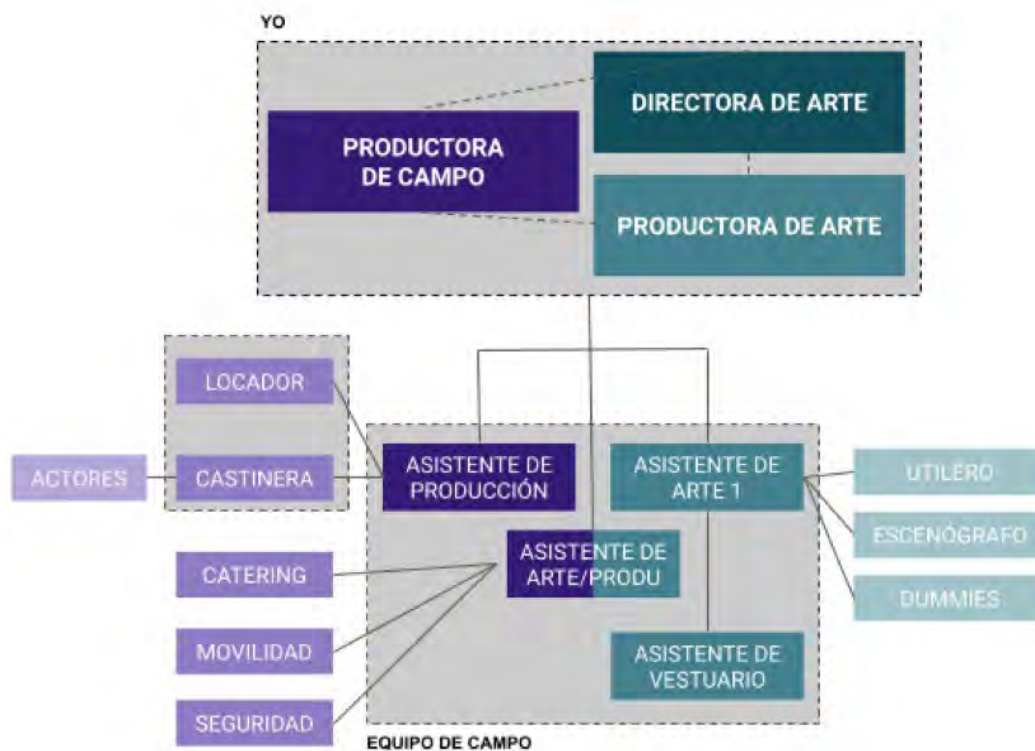 YO
DIRECTORA DE ARTE
PRODUCTORA
DE CAMPO
PRODUCTORA DE ARTE
LOCADOR
ACTORES
CASTINERA
ASISTENTE DE
PRODUCCIÓN
ASISTENTE DE
ARTE 1
UTILERO
ESCENÓGRAFO
DUMMIES
ASISTENTE DE
ARTE/PRODU
CATERING
MOVILIDAD
SEGURIDAD
ASISTENTE DE
VESTUARIO
EQUIPO DE CAMPO